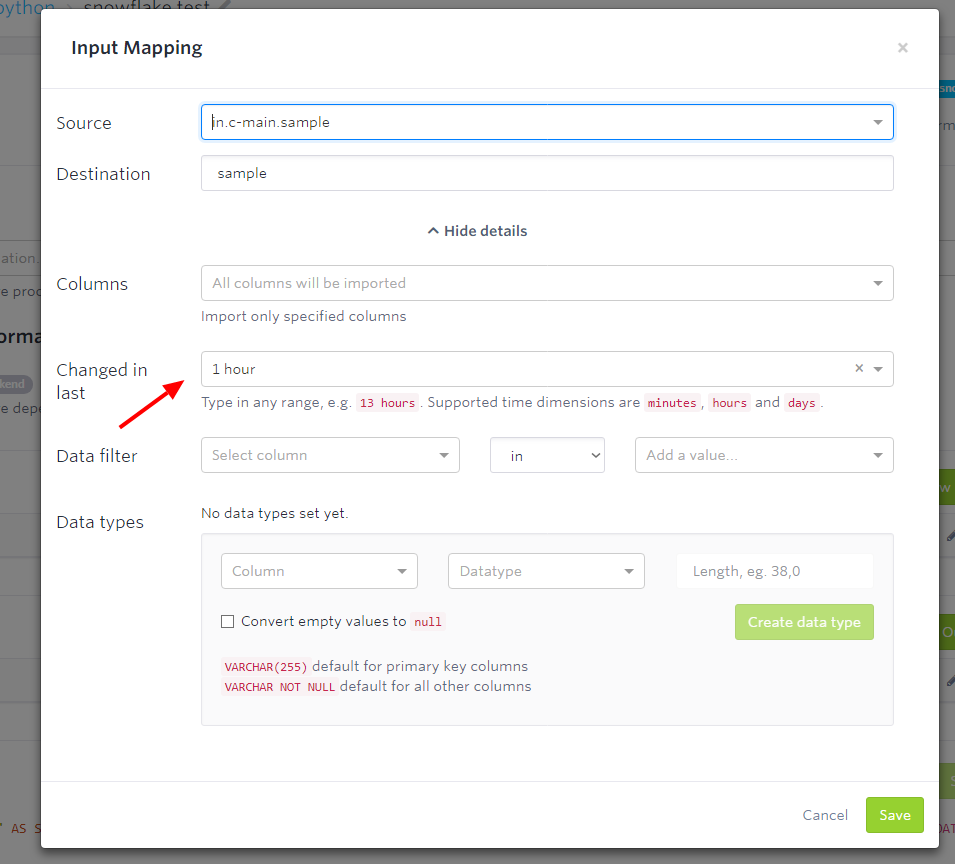 python > snowflake test
Input Mapping
×
Source
in.c-main.sample
Destination
sample
Hide details
Columns
All columns will be imported
Import only specified columns
Changed in last
1 hour
×
Type in any range, e.g. 13 hours. Supported time dimensions are minutes, hours and days.
Data filter
Select column
in
Add a value...
Data types
No data types set yet.
Column
Datatype
Length, eg. 38,0
Convert empty values to null
Create data type
VARCHAR(255) default for primary key columns
VARCHAR NOT NULL default for all other columns
Cancel
Save
AS